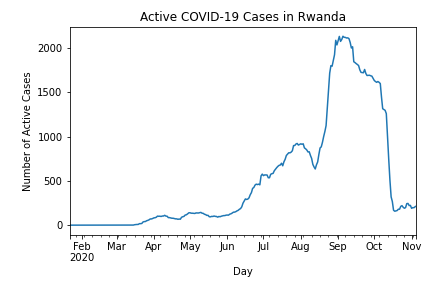 Active COVID-19 Cases in Rwanda
Number of Active Cases
2000
1500
1000
500
0
Feb Mar Apr May Jun Jul Aug Sep Oct Nov
2020
Day